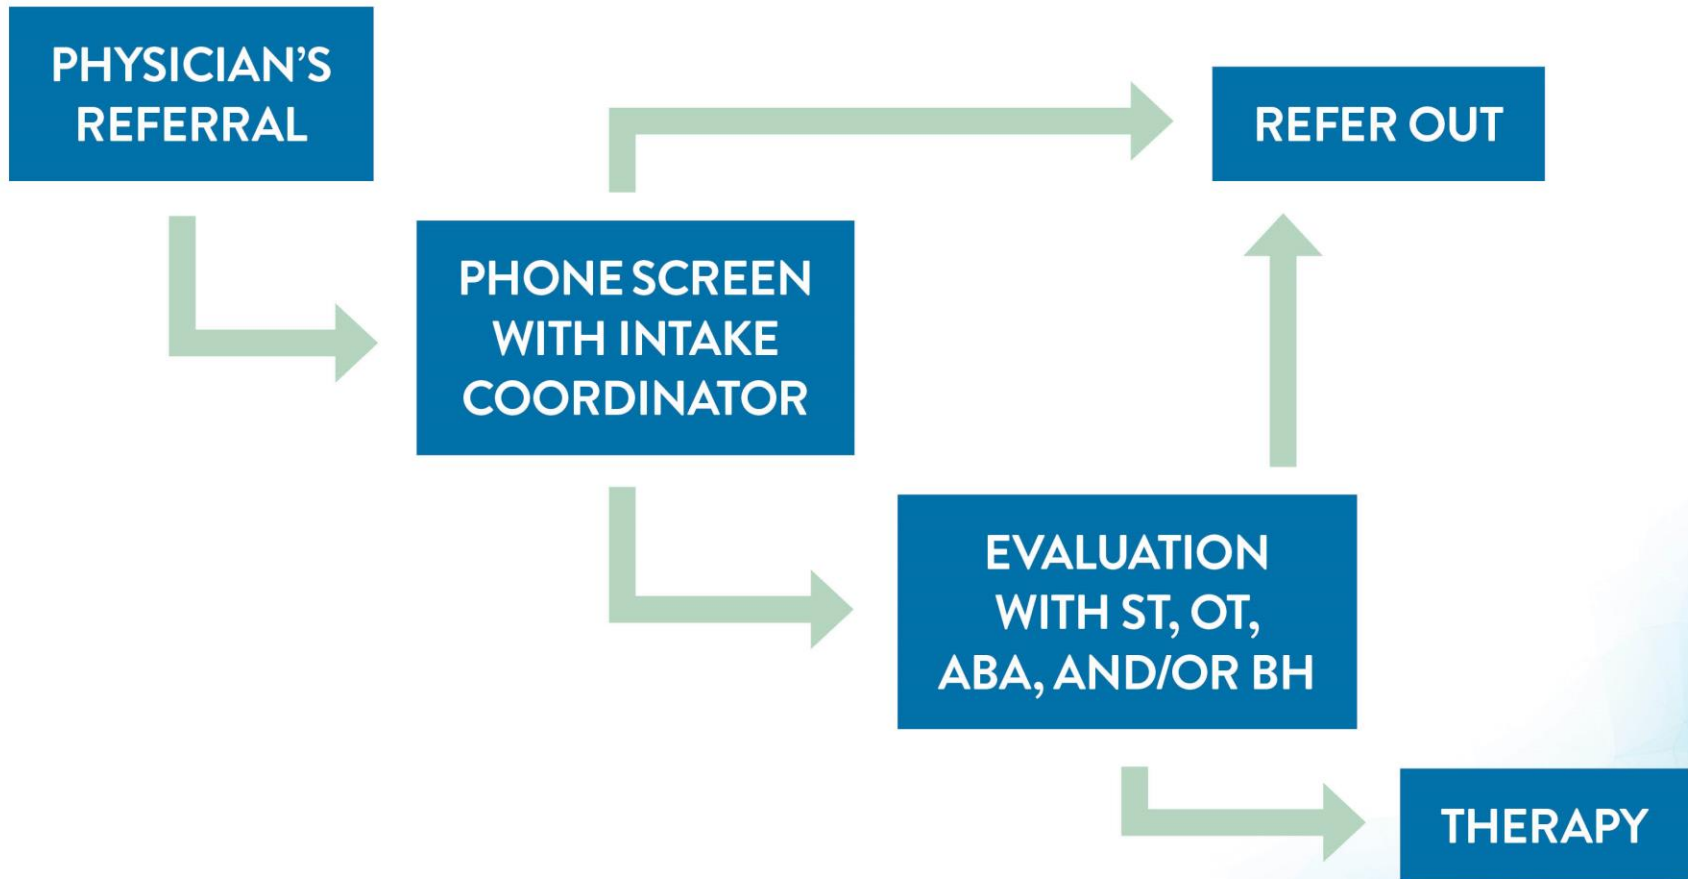 PHYSICIAN'S
REFERRAL
REFER OUT
PHONE SCREEN
WITH INTAKE
COORDINATOR
EVALUATION
WITH ST, OT,
ABA, AND/OR BH
THERAPY